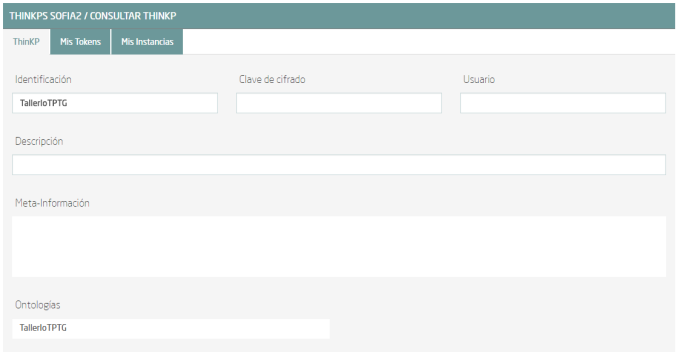 THINKPS SOFIA2 / CONSULTAR THINKP
ThinKP Mis Tokens Mis Instancias
Identificación Clave de cifrado Usuario
TallerIoTPTG
Descripción
Meta-Información
Ontologías
TallerIoTPTG